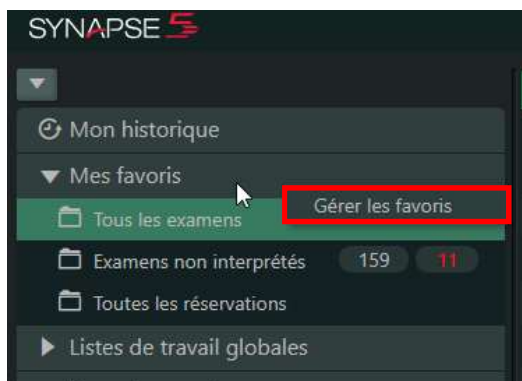 SYNAPSE 5
Mon historique
Mes favoris
Gérer les favoris
Tous les examens
Examens non interprétés 159 11
Toutes les réservations
Listes de travail globales